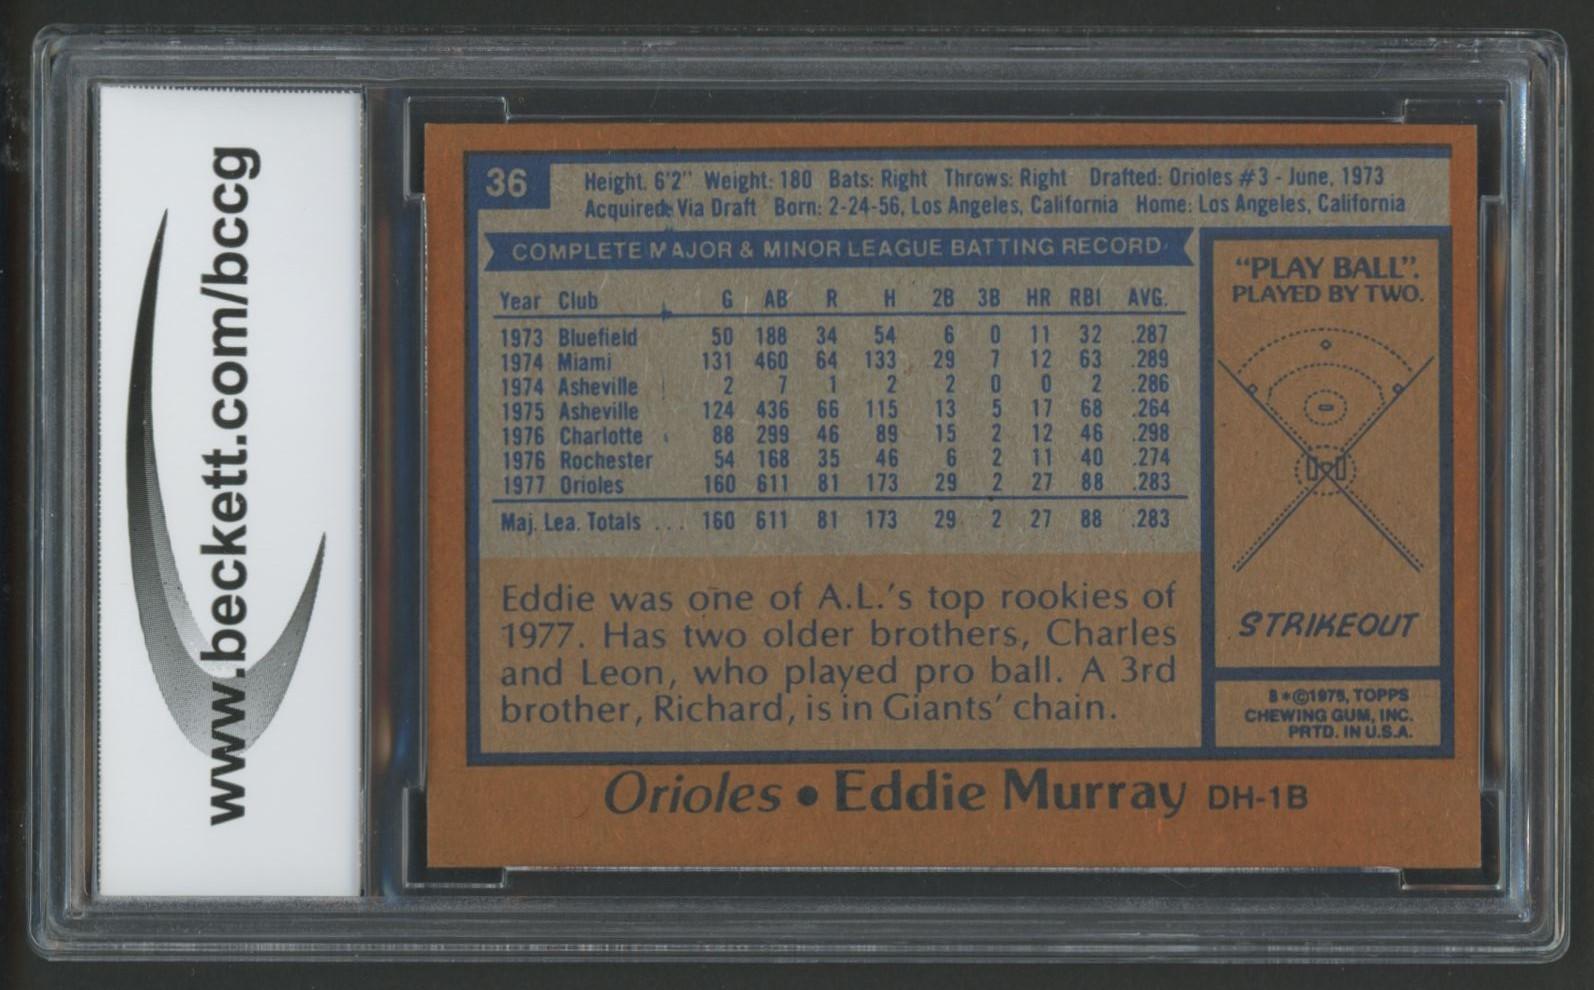 www.beckett.com/bccg
36
Height. 6'2" Weight: 180 Bats: Right Throws: Right Drafted: Orioles #3 - June, 1973
Acquired: Via Draft Born: 2-24-56, Los Angeles, California Home: Los Angeles, California
COMPLETE MAJOR & MINOR LEAGUE BATTING RECORD
Year Club G AB R H 2B 3B HR RBI AVG.
1973 Bluefield 50 188 34 54 6 0 11 32 .287
1974 Miami 131 460 64 133 29 7 12 63 .289
1974 Asheville 2 7 1 2 2 0 0 2 .286
1975 Asheville 124 436 66 115 13 5 17 68 .264
1976 Charlotte 88 299 46 89 15 2 12 46 .298
1976 Rochester 54 168 35 46 6 2 11 40 .274
1977 Orioles 160 611 81 173 29 2 27 88 .283
Maj. Lea. Totals ... 160 611 81 173 29 2 27 88 .283
Eddie was one of A.L.'s top rookies of
1977. Has two older brothers, Charles
and Leon, who played pro ball. A 3rd
brother, Richard, is in Giants' chain.
"PLAY BALL".
PLAYED BY TWO.
STRIKEOUT
B*©1978, TOPPS
CHEWING GUM, INC.
PRTD. IN U.S.A.
Orioles • Eddie Murray DH-1B